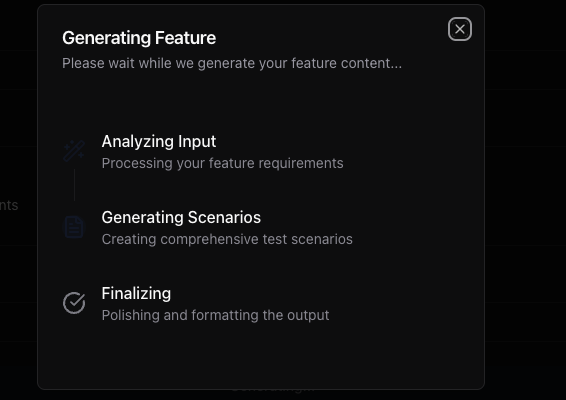 Generating Feature
Please wait while we generate your feature content...
Analyzing Input
Processing your feature requirements
nts
Generating Scenarios
Creating comprehensive test scenarios
Finalizing
Polishing and formatting the output